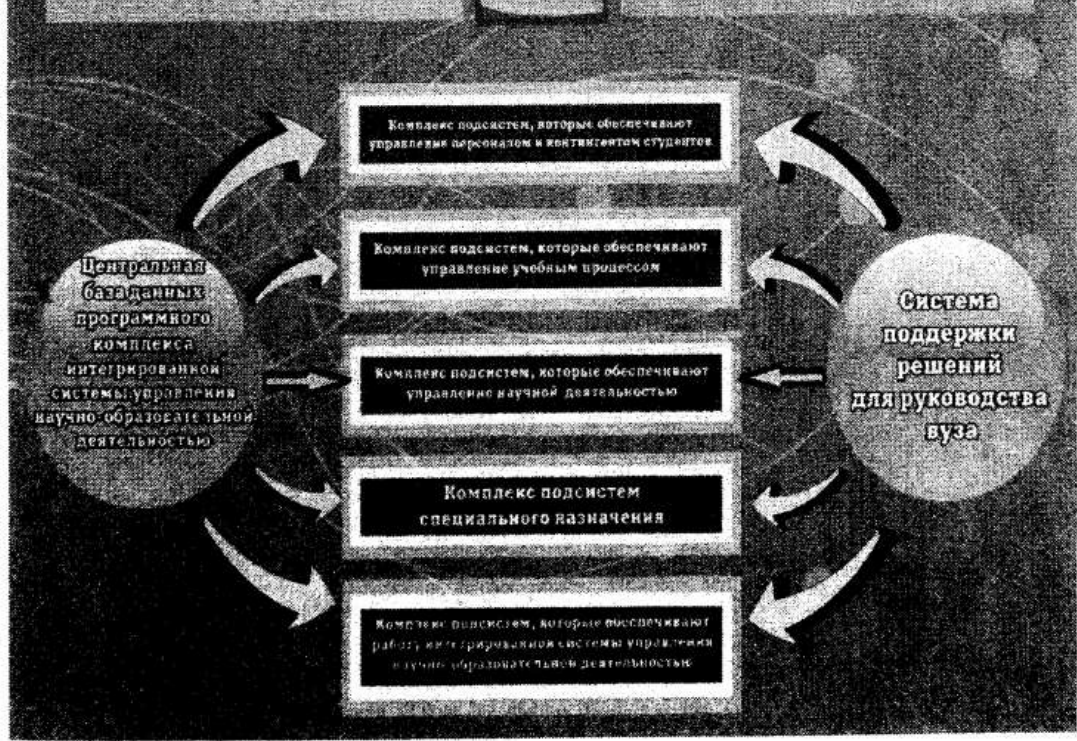 Комплекс подсистем, которые обеспечивают
управление персоналом и контингентом студентов
Комплекс подсистем, которые обеспечивают
управление учебным процессом
Центральная
база данных
программного
комплекса
интегрированной
системы управления
научно-образовательной
деятельностью
Система
поддержки
решений
для руководства
вуза
Комплекс подсистем, которые обеспечивают
управление научной деятельностью
Комплекс подсистем
специального назначения
Комплекс подсистем, которые обеспечивают
работу интегрированной системы управления
научно-образовательной деятельностью